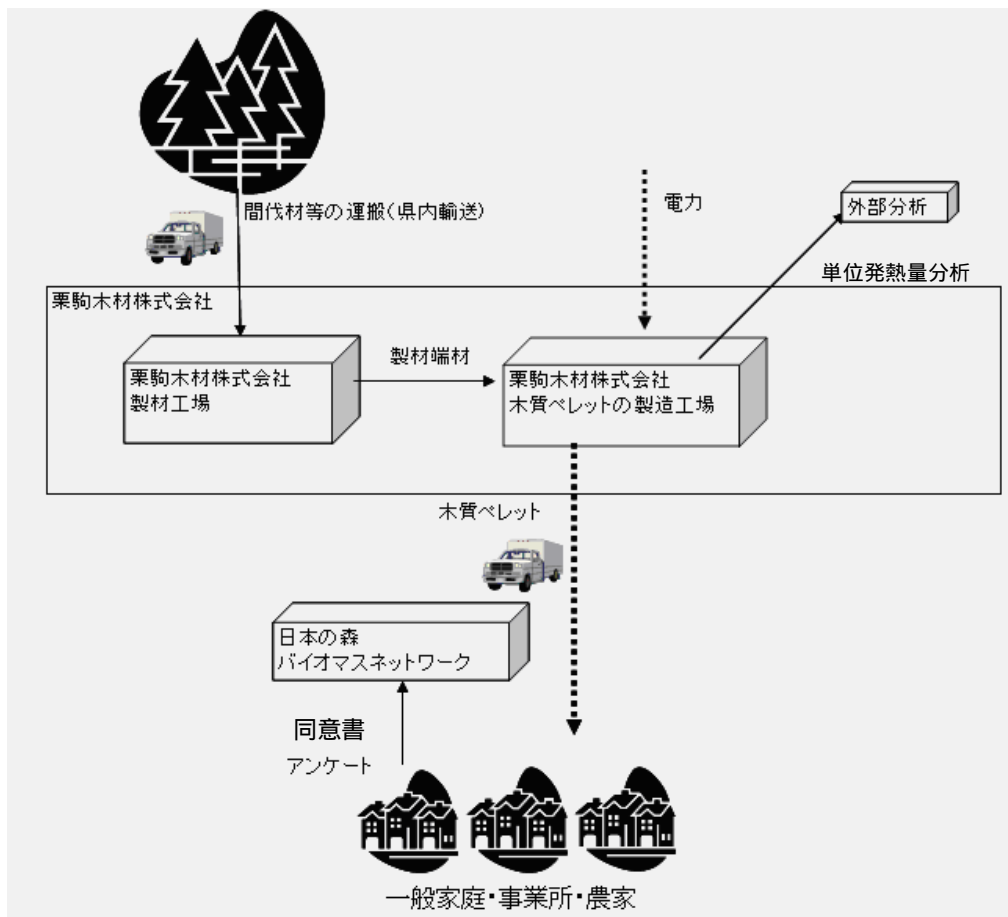 間伐材等の運搬(県内輸送)
電力
外部分析
単位発熱量分析
栗駒木材株式会社
栗駒木材株式会社
製材工場
製材端材
栗駒木材株式会社
木質ペレットの製造工場
木質ペレット
日本の森
バイオマスネットワーク
同意書
アンケート
一般家庭・事業所・農家